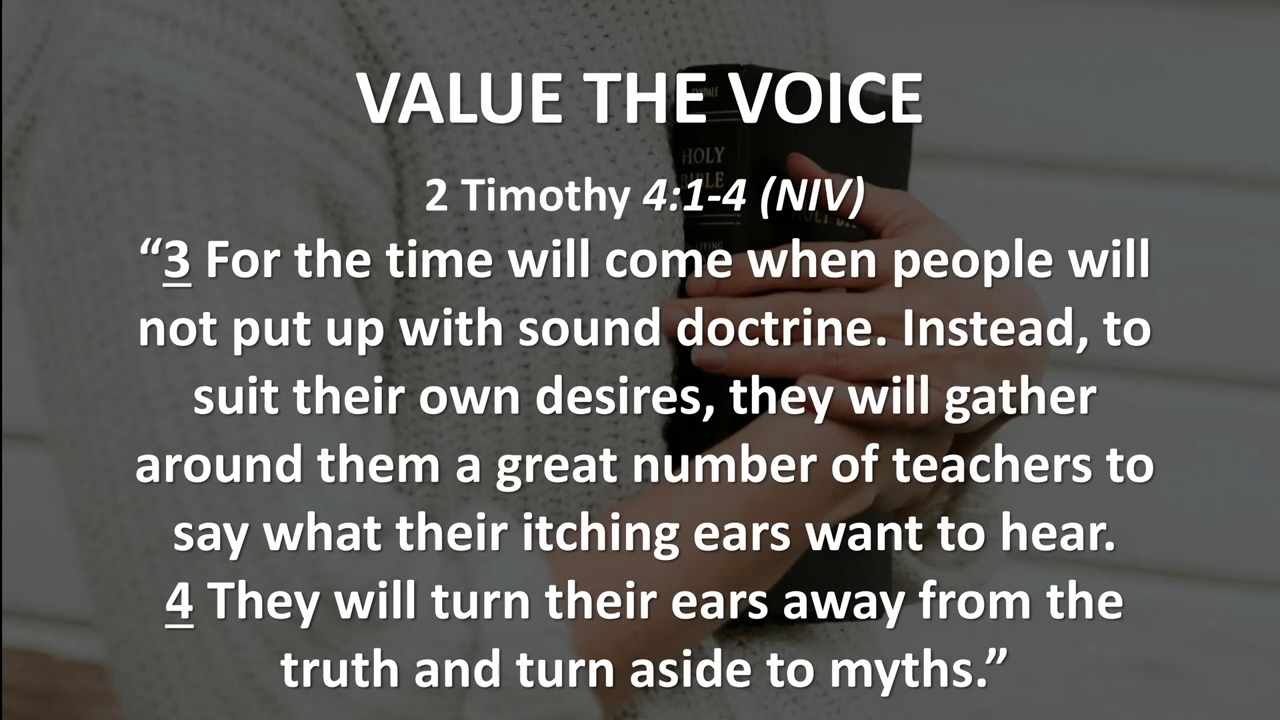 VALUE THE VOICE
HOLY
BIBLE
2 Timothy 4:1-4 (NIV)
“3 For the time will come when people will
not put up with sound doctrine. Instead, to
suit their own desires, they will gather
around them a great number of teachers to
say what their itching ears want to hear.
4 They will turn their ears away from the
truth and turn aside to myths.”